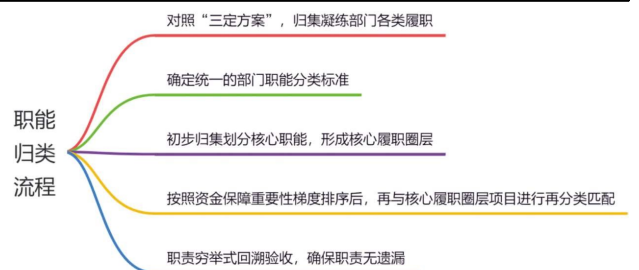 对照“三定方案”，归集凝练部门各类履职
确定统一的部门职能分类标准
职能
归类
流程
初步归集划分核心职能，形成核心履职圈层
按照资金保障重要性梯度排序后，再与核心履职圈层项目进行再分类匹配
职责穷举式回溯验收，确保职责无遗漏